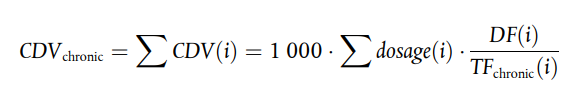 CDV_chronic = ∑ CDV(i) = 1 000 · ∑ dosage(i) · DF(i) / TF_chronic(i)